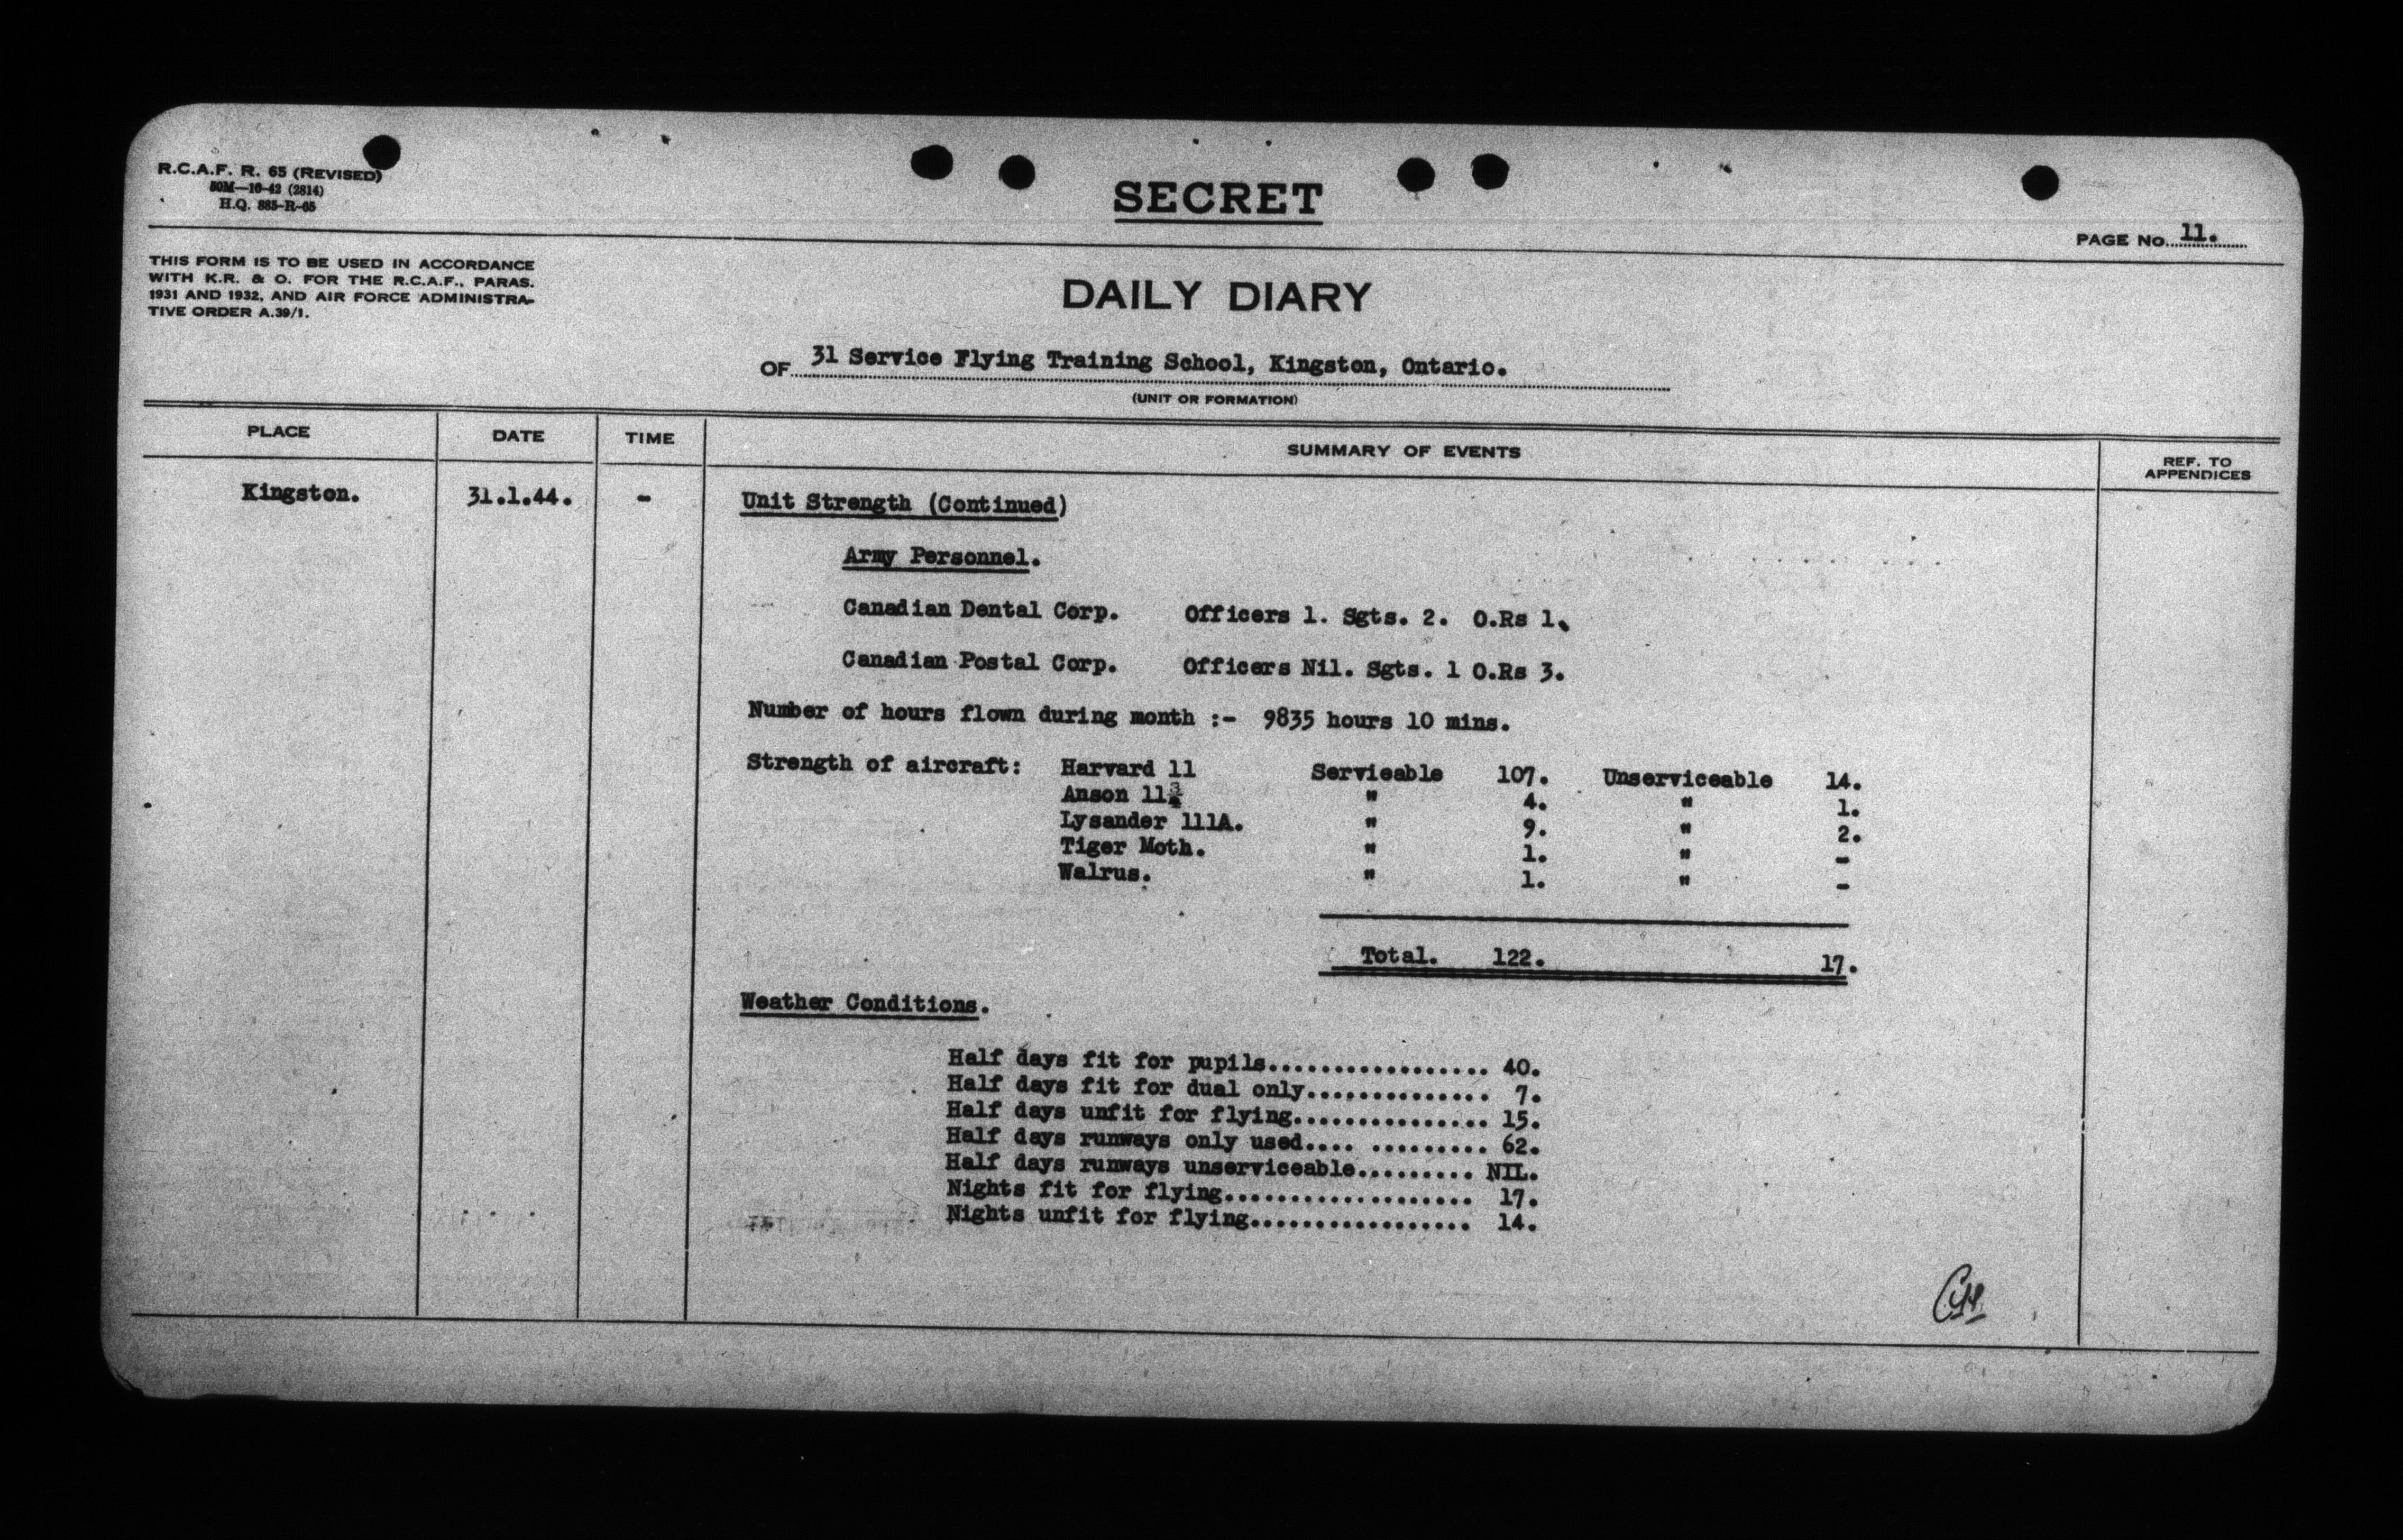 R.C.A.F. R. 65 (REVISED)
50M—10-42 (2814)
H.Q. 885-R-65
SECRET
PAGE No. 11.
THIS FORM IS TO BE USED IN ACCORDANCE
WITH K.R. & O. FOR THE R.C.A.F., PARAS.
1931 AND 1932, AND AIR FORCE ADMINISTRA-
TIVE ORDER A.39/1.
DAILY DIARY
OF 31 Service Flying Training School, Kingston, Ontario.
(UNIT OR FORMATION)
PLACE DATE TIME SUMMARY OF EVENTS REF. TO APPENDICES
Kingston. 31.1.44. - Unit Strength (Continued)
Army Personnel.
Canadian Dental Corp. Officers 1. Sgts. 2. O.Rs 1.
Canadian Postal Corp. Officers Nil. Sgts. 1 O.Rs 3.
Number of hours flown during month :- 9835 hours 10 mins.
Strength of aircraft: Harvard 11 Servieable 107. Unserviceable 14.
Anson 11 " 4. " 1.
Lysander 111A. " 9. " 2.
Tiger Moth. " 1. " -
Walrus. " 1. " -
Total. 122. 17.
Weather Conditions.
Half days fit for pupils................. 40.
Half days fit for dual only.............. 7.
Half days unfit for flying............... 15.
Half days runways only used.... ......... 62.
Half days runways unserviceable......... NIL.
Nights fit for flying................... 17.
Nights unfit for flying................. 14.